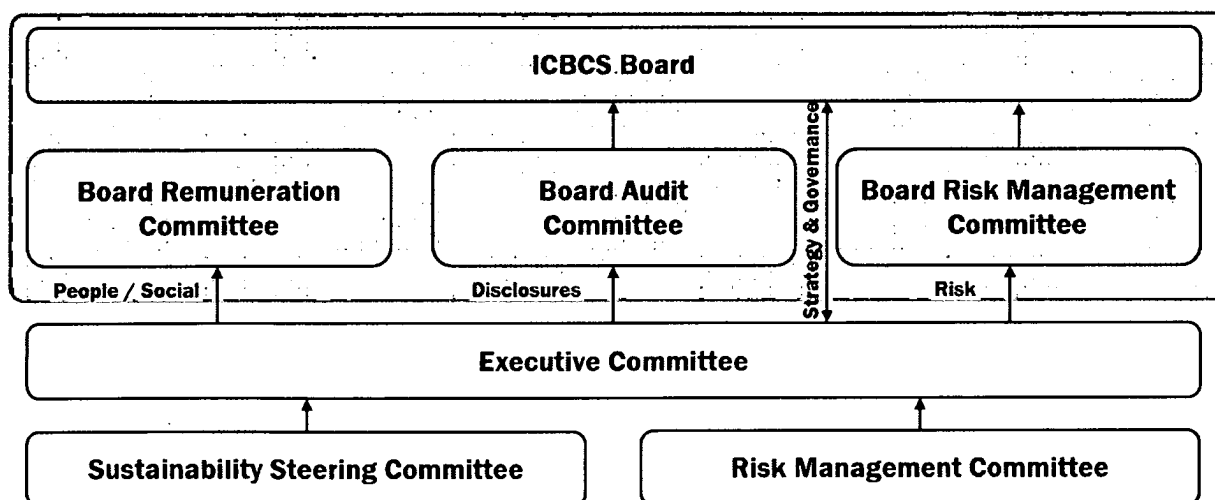 ICBCS Board
Board Remuneration
Committee
Board Audit
Committee
Strategy & Governance
Board Risk Management
Committee
People / Social
Disclosures
Risk
Executive Committee
Sustainability Steering Committee
Risk Management Committee